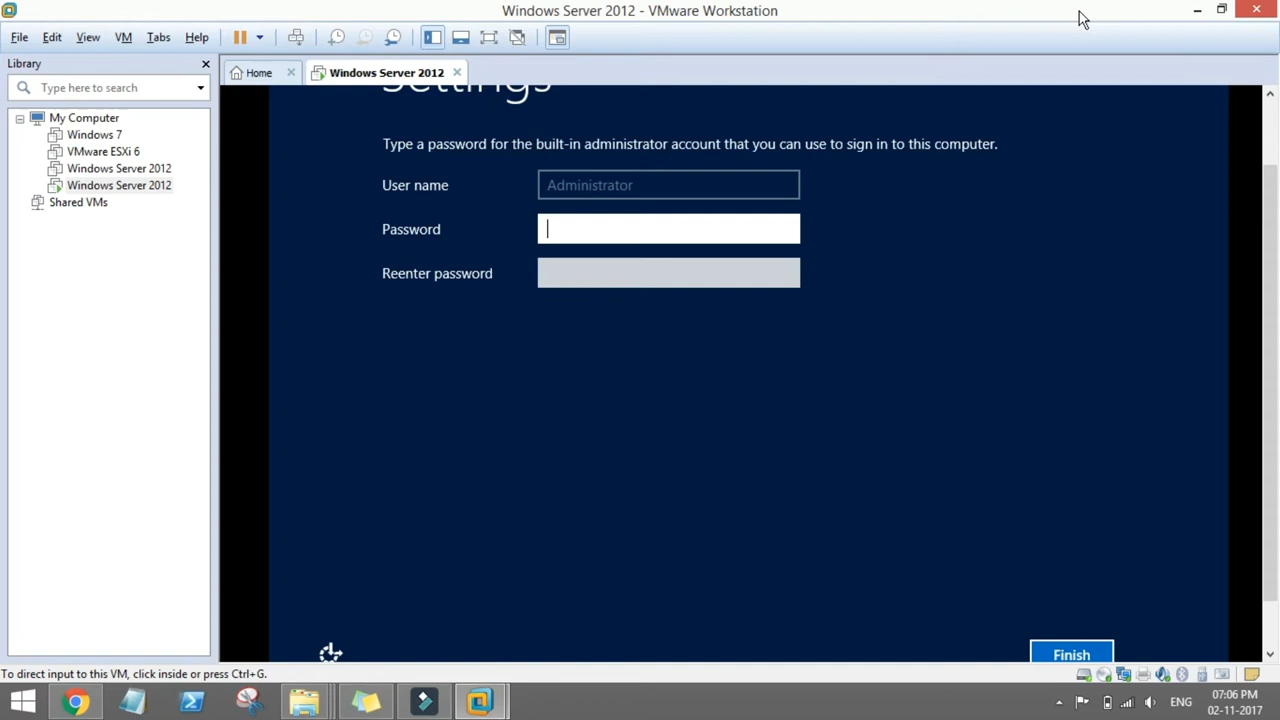 Windows Server 2012 - VMware Workstation
File Edit View VM Tabs Help
Library
Home
Windows Server 2012
Type here to search
My Computer
Windows 7
VMware ESXi 6
Windows Server 2012
Windows Server 2012
Shared VMs
Settings
Type a password for the built-in administrator account that you can use to sign in to this computer.
User name
Administrator
Password
Reenter password
Finish
To direct input to this VM, click inside or press Ctrl+G.
ENG
07:06 PM
02-11-2017